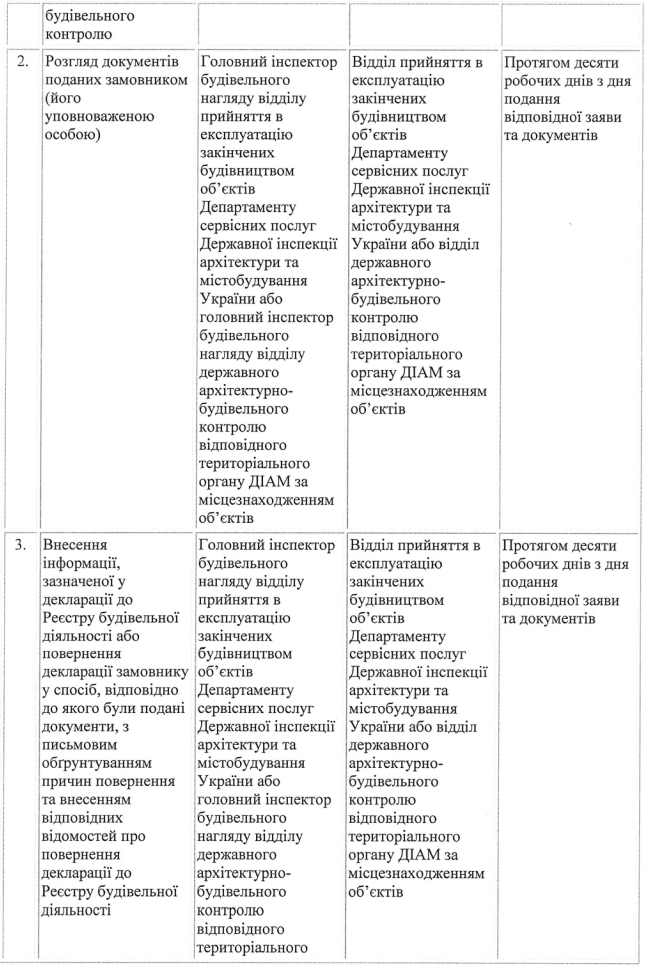 будівельного
контролю
2.
Розгляд документів
поданих замовником
(його
уповноваженою
особою)
Головний інспектор
будівельного
нагляду відділу
прийняття в
експлуатацію
закінчених
будівництвом
об’єктів
Департаменту
сервісних послуг
Державної інспекції
архітектури та
містобудування
України або
головний інспектор
будівельного
нагляду відділу
державного
архітектурно-
будівельного
контролю
відповідного
територіального
органу ДІАМ за
місцезнаходженням
об’єктів
Відділ прийняття в
експлуатацію
закінчених
будівництвом
об’єктів
Департаменту
сервісних послуг
Державної інспекції
архітектури та
містобудування
України або відділ
державного
архітектурно-
будівельного
контролю
відповідного
територіального
органу ДІАМ за
місцезнаходженням
об’єктів
Протягом десяти
робочих днів з дня
подання
відповідної заяви
та документів
3.
Внесення
інформації,
зазначеної у
декларації до
Реєстру будівельної
діяльності або
повернення
декларації замовнику
у спосіб, відповідно
до якого були подані
документи, з
письмовим
обґрунтуванням
причин повернення
та внесенням
відповідних
відомостей про
повернення
декларації до
Реєстру будівельної
діяльності
Головний інспектор
будівельного
нагляду відділу
прийняття в
експлуатацію
закінчених
будівництвом
об’єктів
Департаменту
сервісних послуг
Державної інспекції
архітектури та
містобудування
України або
головний інспектор
будівельного
нагляду відділу
державного
архітектурно-
будівельного
контролю
відповідного
територіального
Відділ прийняття в
експлуатацію
закінчених
будівництвом
об’єктів
Департаменту
сервісних послуг
Державної інспекції
архітектури та
містобудування
України або відділ
державного
архітектурно-
будівельного
контролю
відповідного
територіального
органу ДІАМ за
місцезнаходженням
об’єктів
Протягом десяти
робочих днів з дня
подання
відповідної заяви
та документів